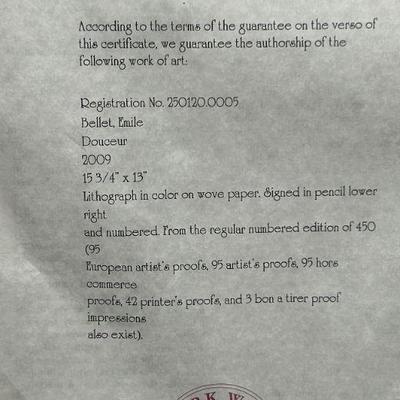 According to the terms of the guarantee on the verso of
this certificate, we guarantee the authorship of the
following work of art:
Registration No. 250120.0005
Bellet, Emile
Douceur
2009
15 3/4" x 13"
Lithograph in color on wove paper. Signed in pencil lower
right
and numbered. From the regular numbered edition of 450
(95
European artist's proofs, 95 artist's proofs, 95 hors
commerce
proofs, 42 printer's proofs, and 3 bon a tirer proof
impressions
also exist).